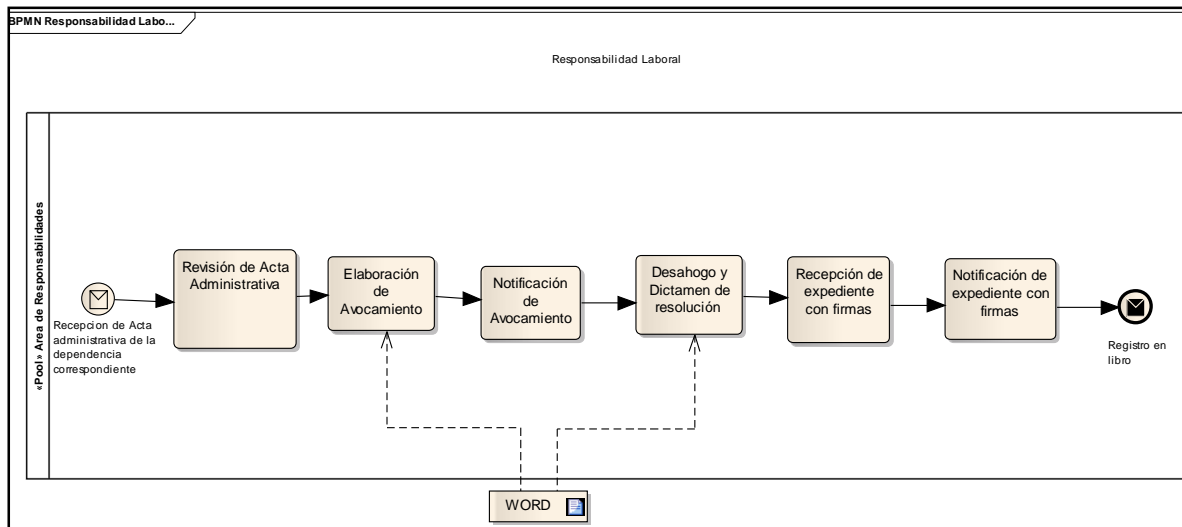 BPMN Responsabilidad Labo...
Responsabilidad Laboral
«Pool» Area de Responsabilidades
Recepcion de Acta
administrativa de la
dependencia
correspondiente
Revisión de Acta
Administrativa
Elaboración
de
Avocamiento
Notificación
de
Avocamiento
Desahogo y
Dictamen de
resolución
Recepción de
expediente
con firmas
Notificación de
expediente con
firmas
Registro en
libro
WORD